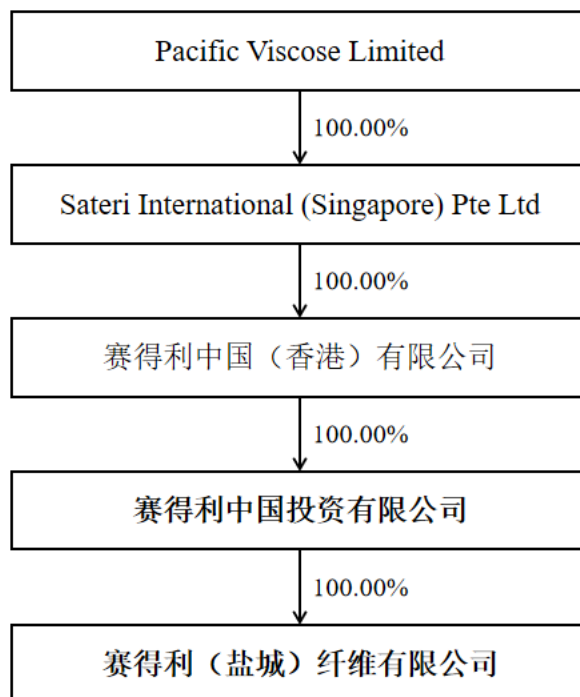 Pacific Viscose Limited
100.00%
Sateri International (Singapore) Pte Ltd
100.00%
赛得利中国（香港）有限公司
100.00%
赛得利中国投资有限公司
100.00%
赛得利（盐城）纤维有限公司